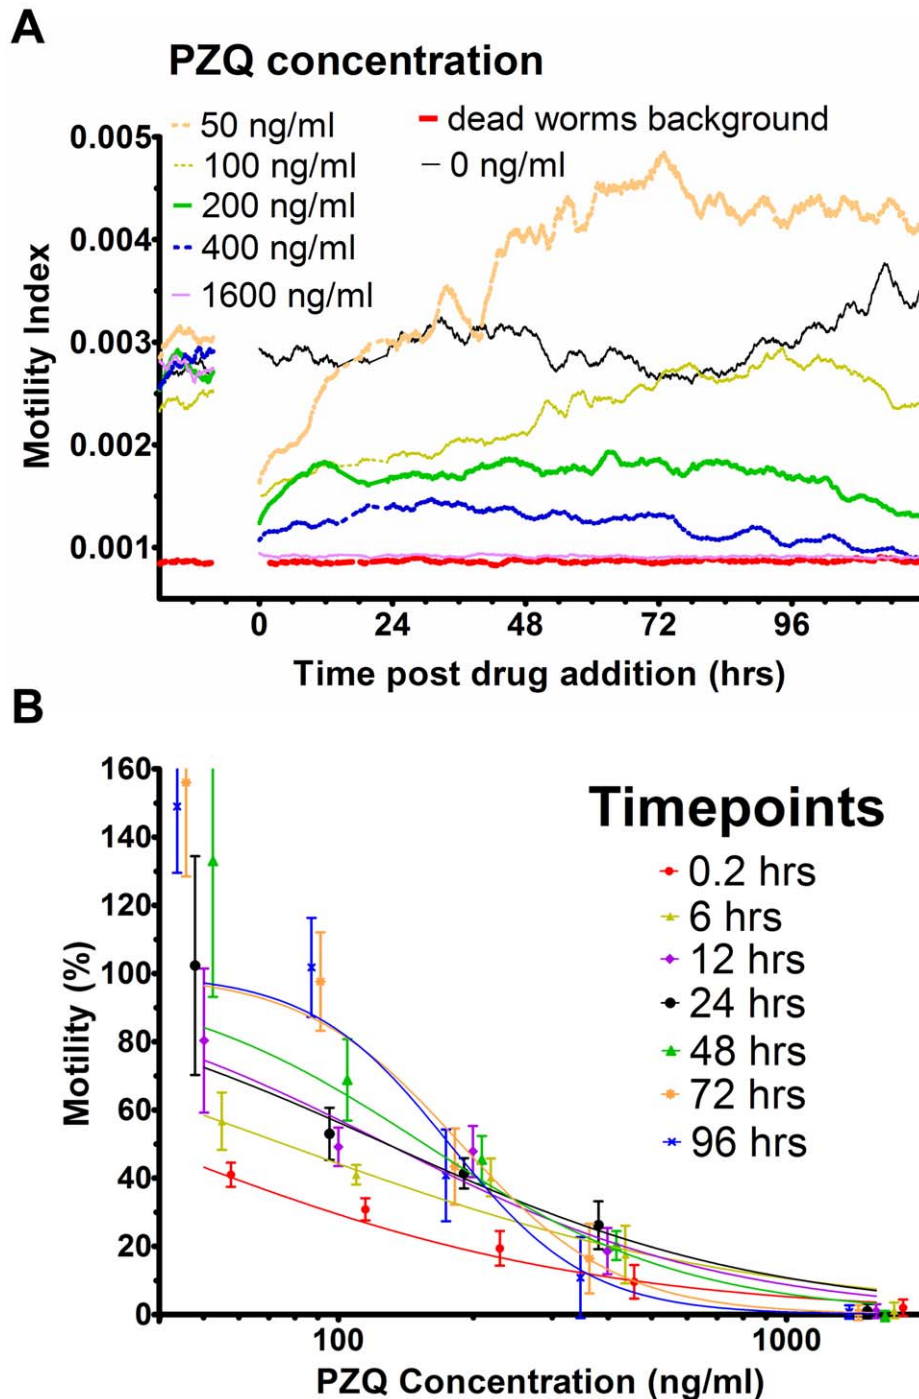 A
PZQ concentration
50 ng/ml
100 ng/ml
200 ng/ml
400 ng/ml
1600 ng/ml
dead worms background
0 ng/ml
0.005
0.004
0.003
0.002
0.001
Motility Index
0 24 48 72 96
Time post drug addition (hrs)
B
160
140
120
100
80
60
40
20
0
Motility (%)
Timepoints
0.2 hrs
6 hrs
12 hrs
24 hrs
48 hrs
72 hrs
96 hrs
100 1000
PZQ Concentration (ng/ml)